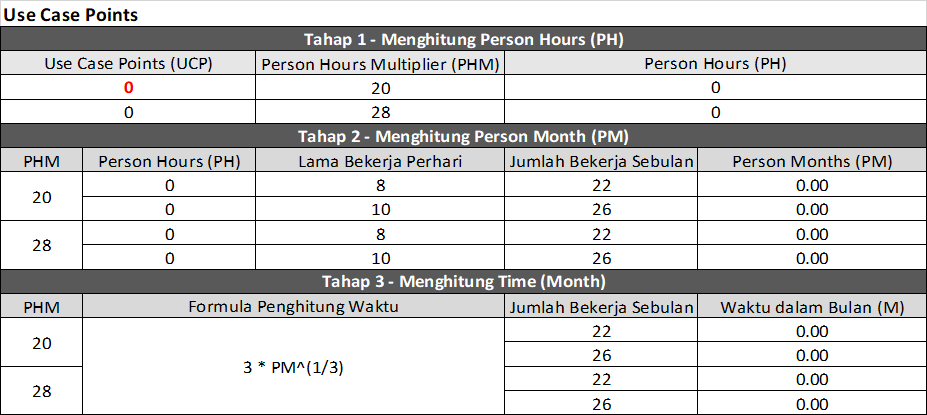 Use Case Points
Tahap 1 - Menghitung Person Hours (PH)
Use Case Points (UCP) Person Hours Multiplier (PHM) Person Hours (PH)
0 20 0
0 28 0
Tahap 2 - Menghitung Person Month (PM)
PHM Person Hours (PH) Lama Bekerja Perhari Jumlah Bekerja Sebulan Person Months (PM)
20
0 8 22 0.00
0 10 26 0.00
28
0 8 22 0.00
0 10 26 0.00
Tahap 3 - Menghitung Time (Month)
PHM Formula Penghitung Waktu Jumlah Bekerja Sebulan Waktu dalam Bulan (M)
20
3 * PM^(1/3)
22 0.00
26 0.00
28
22 0.00
26 0.00